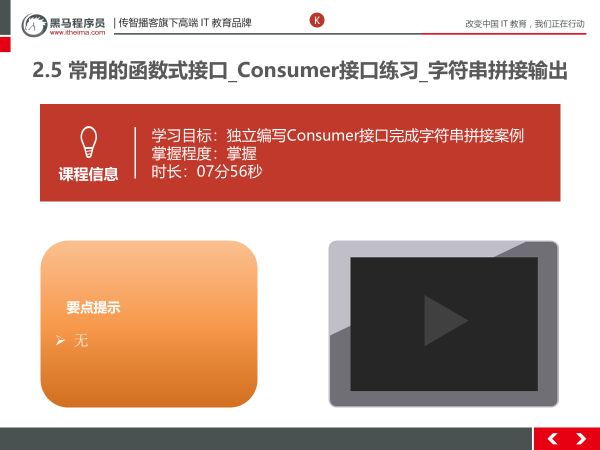 黑马程序员
www.itheima.com
传智播客旗下高端 IT 教育品牌
K
改变中国 IT 教育，我们正在行动
2.5 常用的函数式接口_Consumer接口练习_字符串拼接输出
课程信息
学习目标：独立编写Consumer接口完成字符串拼接案例
掌握程度：掌握
时长：07分56秒
要点提示
➢ 无